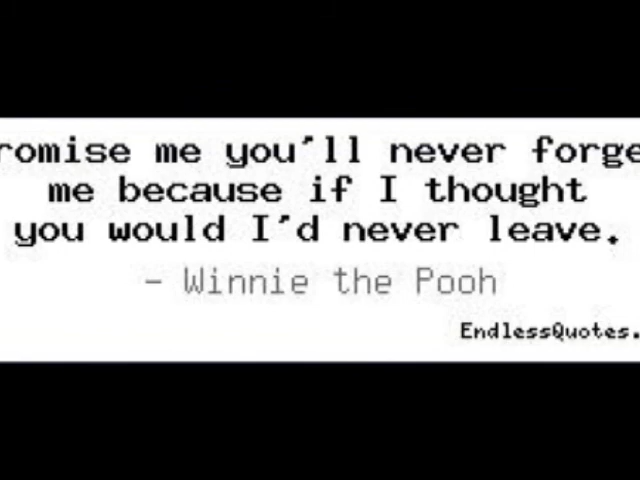 romise me you'll never forge
me because if I thought
you would I'd never leave.
- Winnie the Pooh
EndlessQuotes.